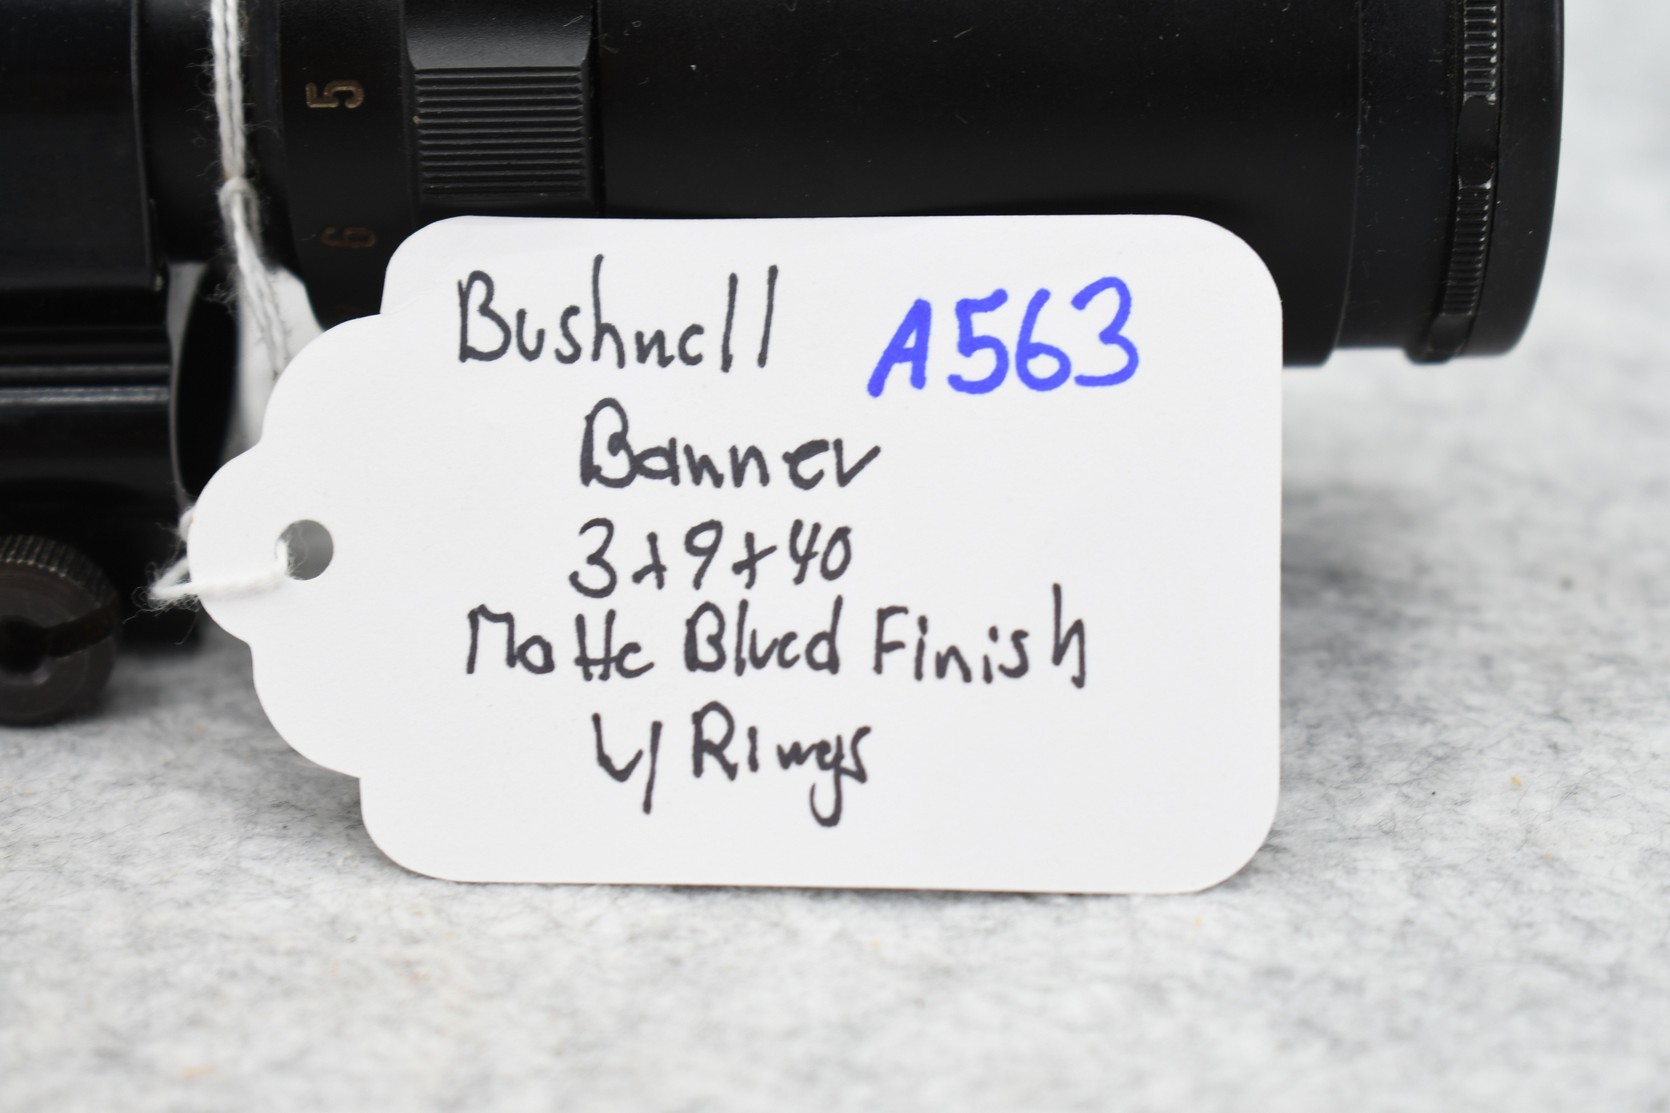 5
6
Bushnell A563
Banner
3x9x40
Matte Blued Finish
W/ Rings